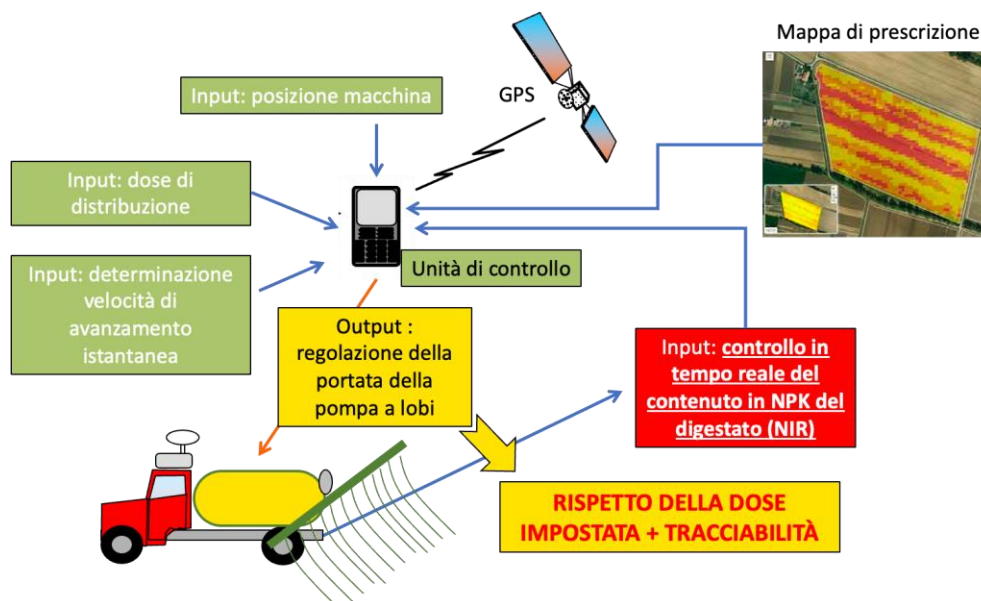 Mappa di prescrizione
GPS
Input: posizione macchina
Input: dose di
distribuzione
Input: determinazione
velocità di
avanzamento
istantanea
Unità di controllo
Output :
regolazione della
portata della
pompa a lobi
Input: controllo in
tempo reale del
contenuto in NPK del
digestato (NIR)
RISPETTO DELLA DOSE
IMPOSTATA + TRACCIABILITÀ